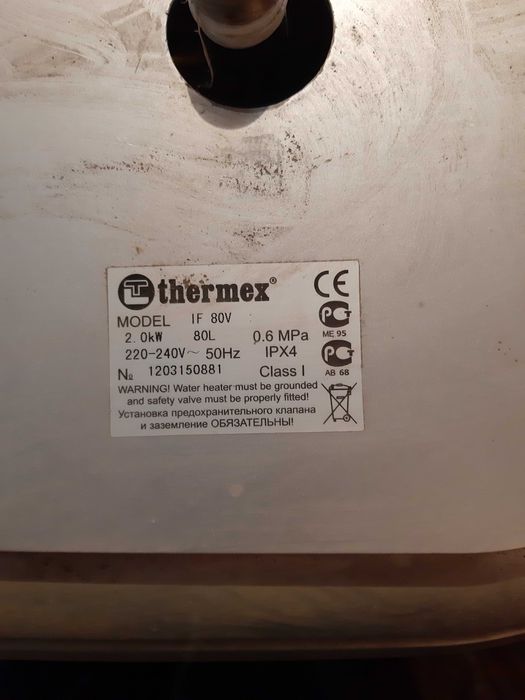 thermex®
CE
MODEL IF 80V
2.0kW 80L 0.6 MPa
ME 95
220-240V~ 50Hz IPX4
№ 1203150881 Class I
АВ 68
WARNING! Water heater must be grounded
and safety valve must be properly fitted!
Установка предохранительного клапана
и заземление ОБЯЗАТЕЛЬНЫ!